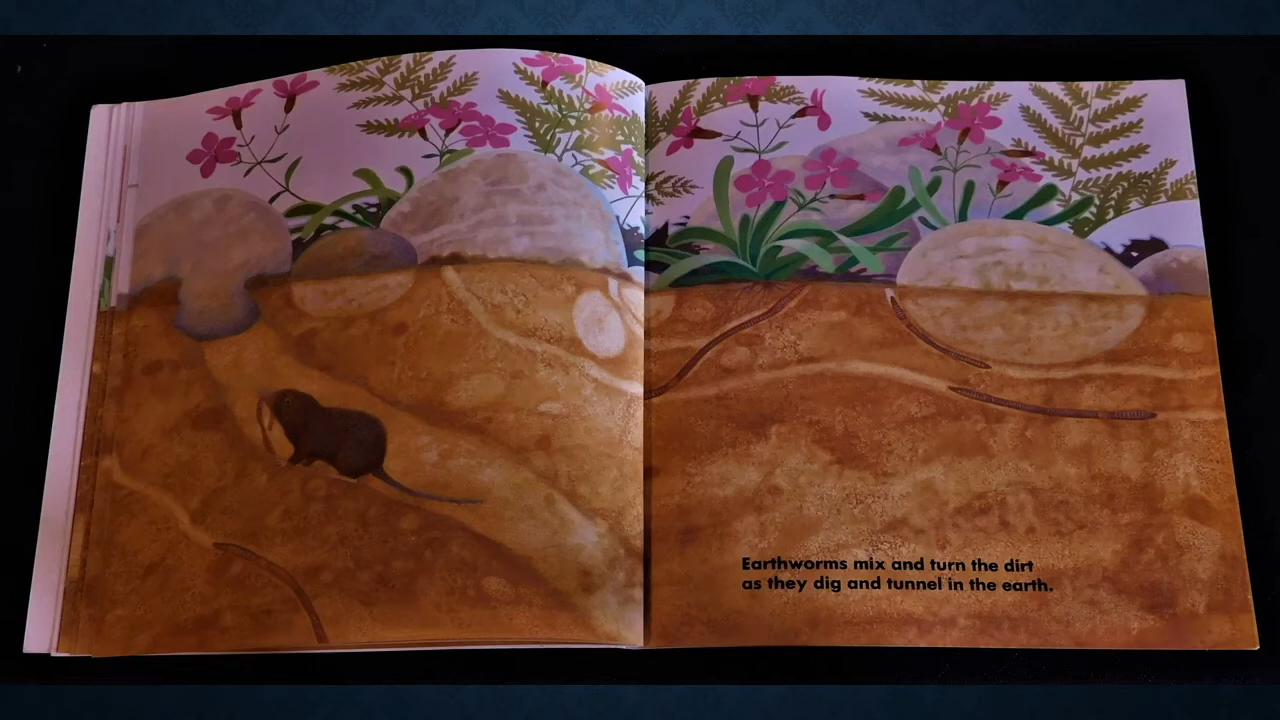 Earthworms mix and turn the dirt
as they dig and tunnel in the earth.